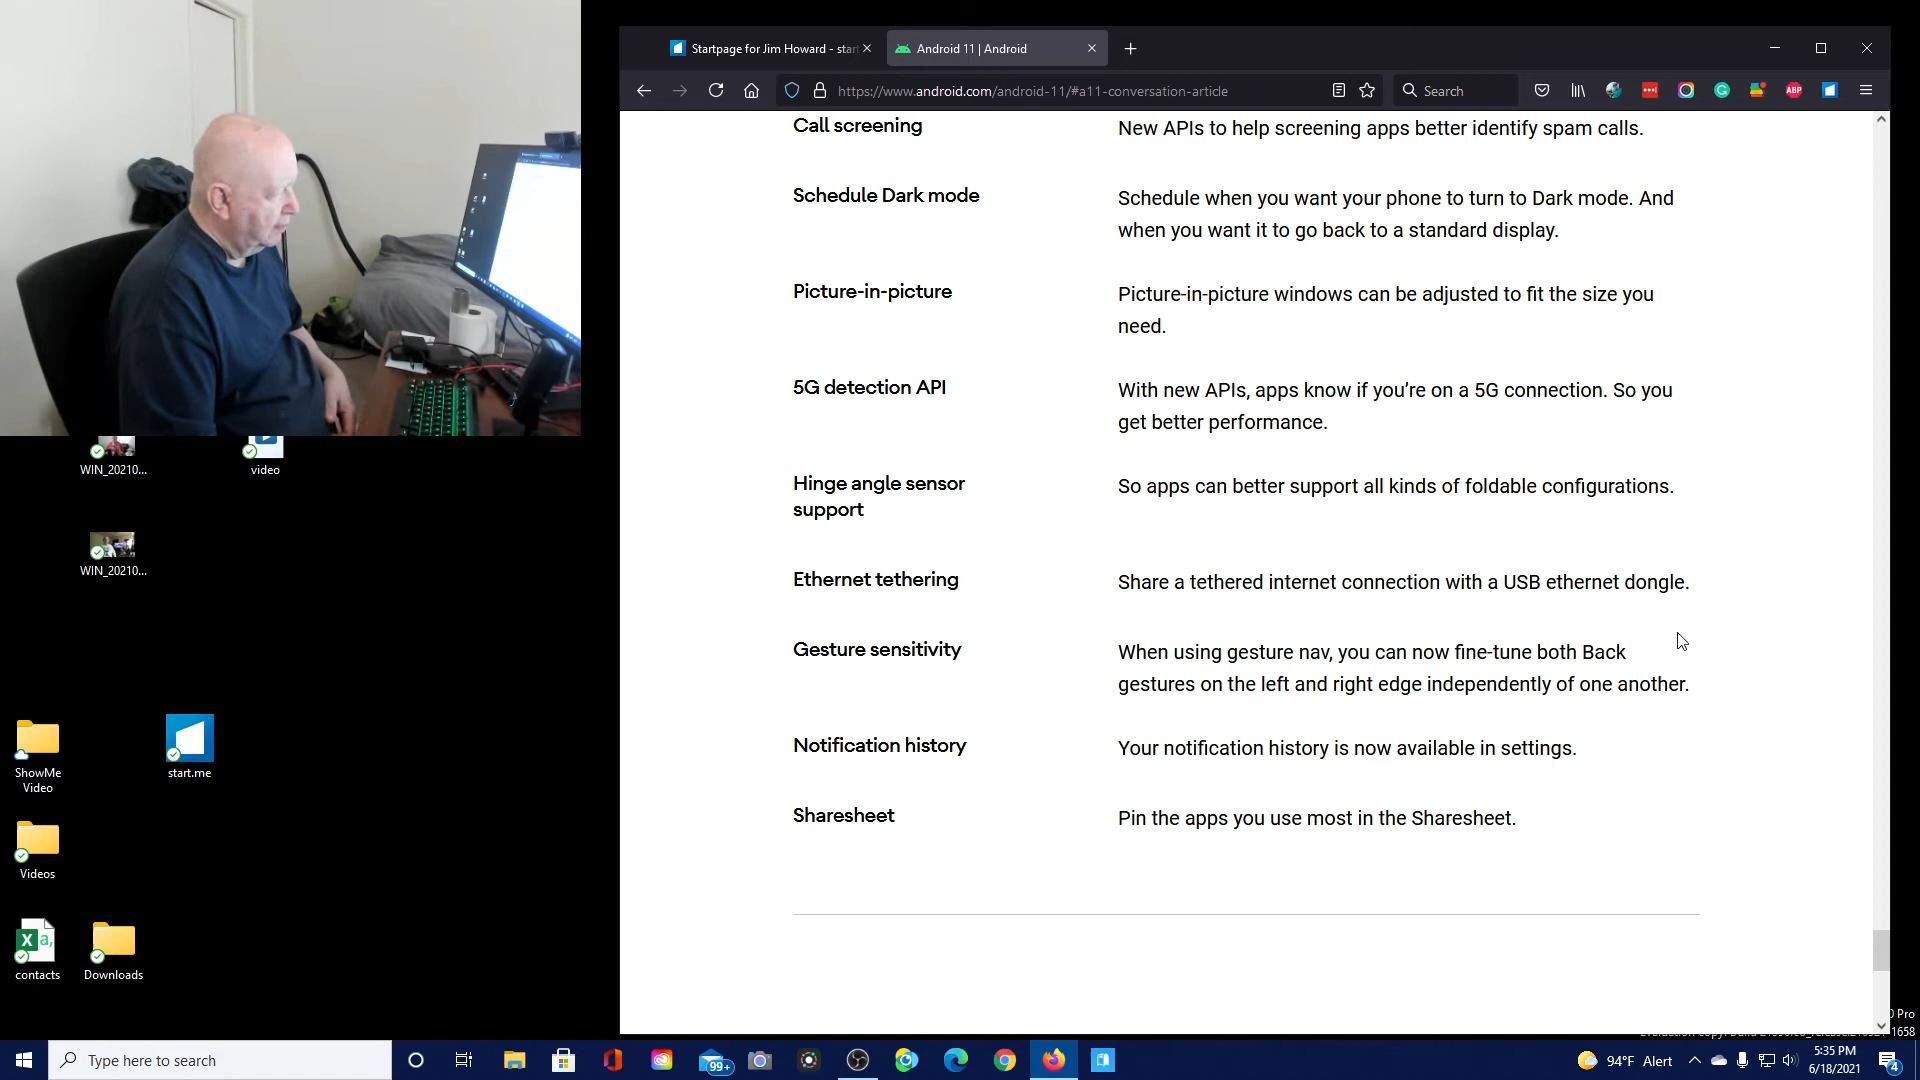 Startpage for Jim Howard - star
Android 11 | Android
https://www.android.com/android-11/#a11-conversation-article
Search
ABP
Call screening
New APIs to help screening apps better identify spam calls.
Schedule Dark mode
Schedule when you want your phone to turn to Dark mode. And
when you want it to go back to a standard display.
Picture-in-picture
Picture-in-picture windows can be adjusted to fit the size you
need.
5G detection API
With new APIs, apps know if you’re on a 5G connection. So you
get better performance.
Hinge angle sensor
support
So apps can better support all kinds of foldable configurations.
Ethernet tethering
Share a tethered internet connection with a USB ethernet dongle.
Gesture sensitivity
When using gesture nav, you can now fine-tune both Back
gestures on the left and right edge independently of one another.
Notification history
Your notification history is now available in settings.
Sharesheet
Pin the apps you use most in the Sharesheet.
WIN_20210...
video
WIN_20210...
ShowMe
Video
start.me
Videos
contacts
Downloads
Pro
1658
Type here to search
99+
94°F Alert
5:35 PM
6/18/2021
4